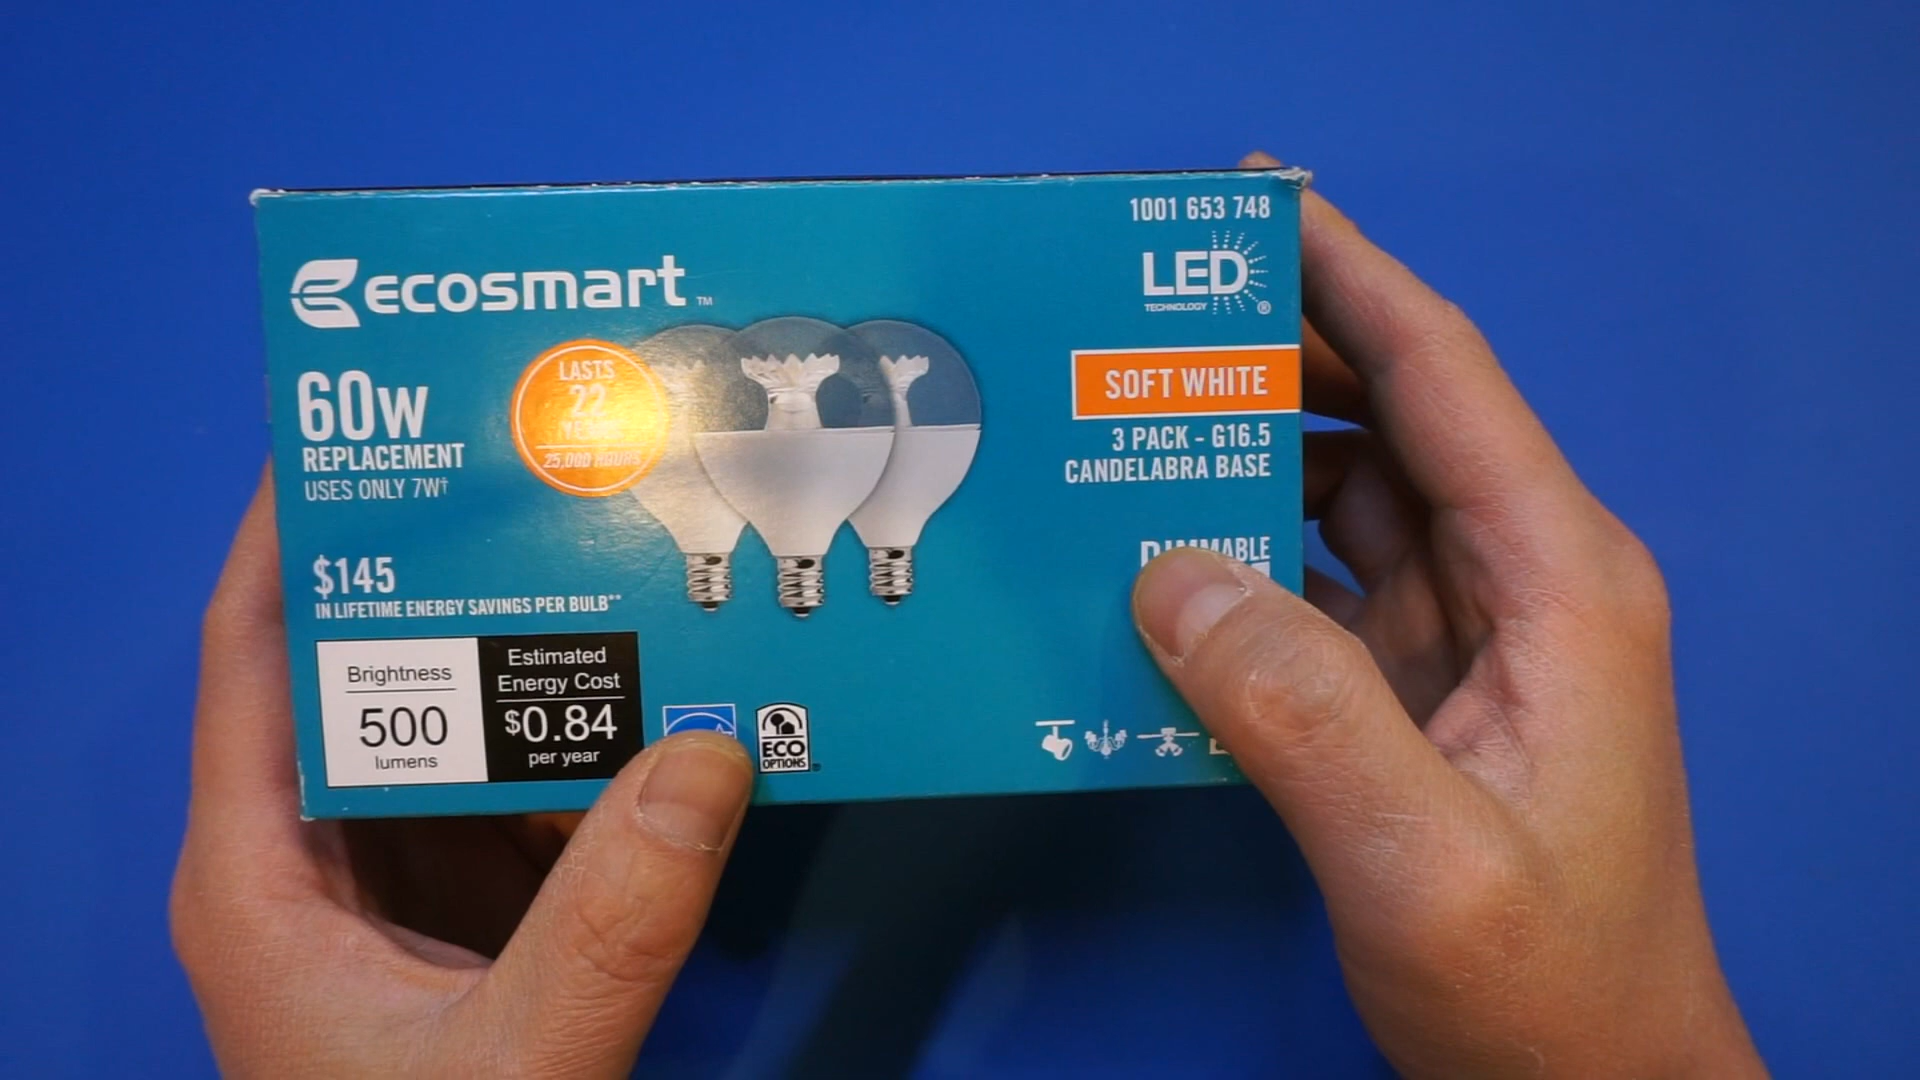 1001 653 748
ecosmart™
LED
TECHNOLOGY ®
60W
REPLACEMENT
USES ONLY 7W†
LASTS
22
YEARS
25,000 HOURS
SOFT WHITE
3 PACK - G16.5
CANDELABRA BASE
DIMMABLE
$145
IN LIFETIME ENERGY SAVINGS PER BULB**
Brightness
500
lumens
Estimated
Energy Cost
$0.84
per year
ECO
OPTIONS®